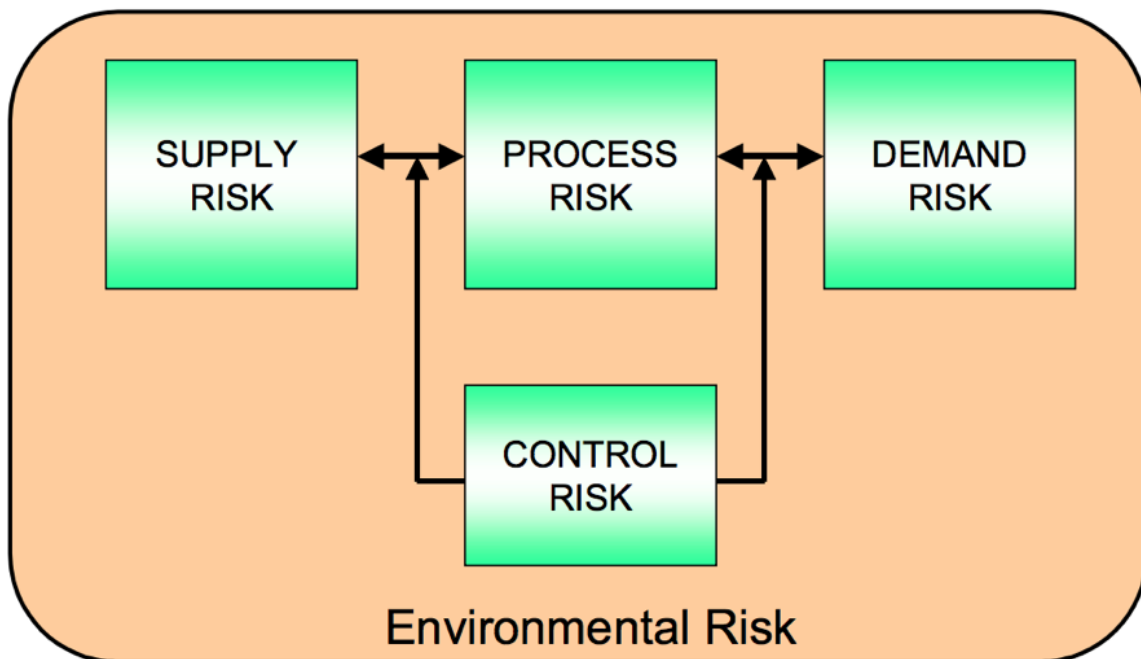 SUPPLY
RISK
PROCESS
RISK
DEMAND
RISK
CONTROL
RISK
Environmental Risk